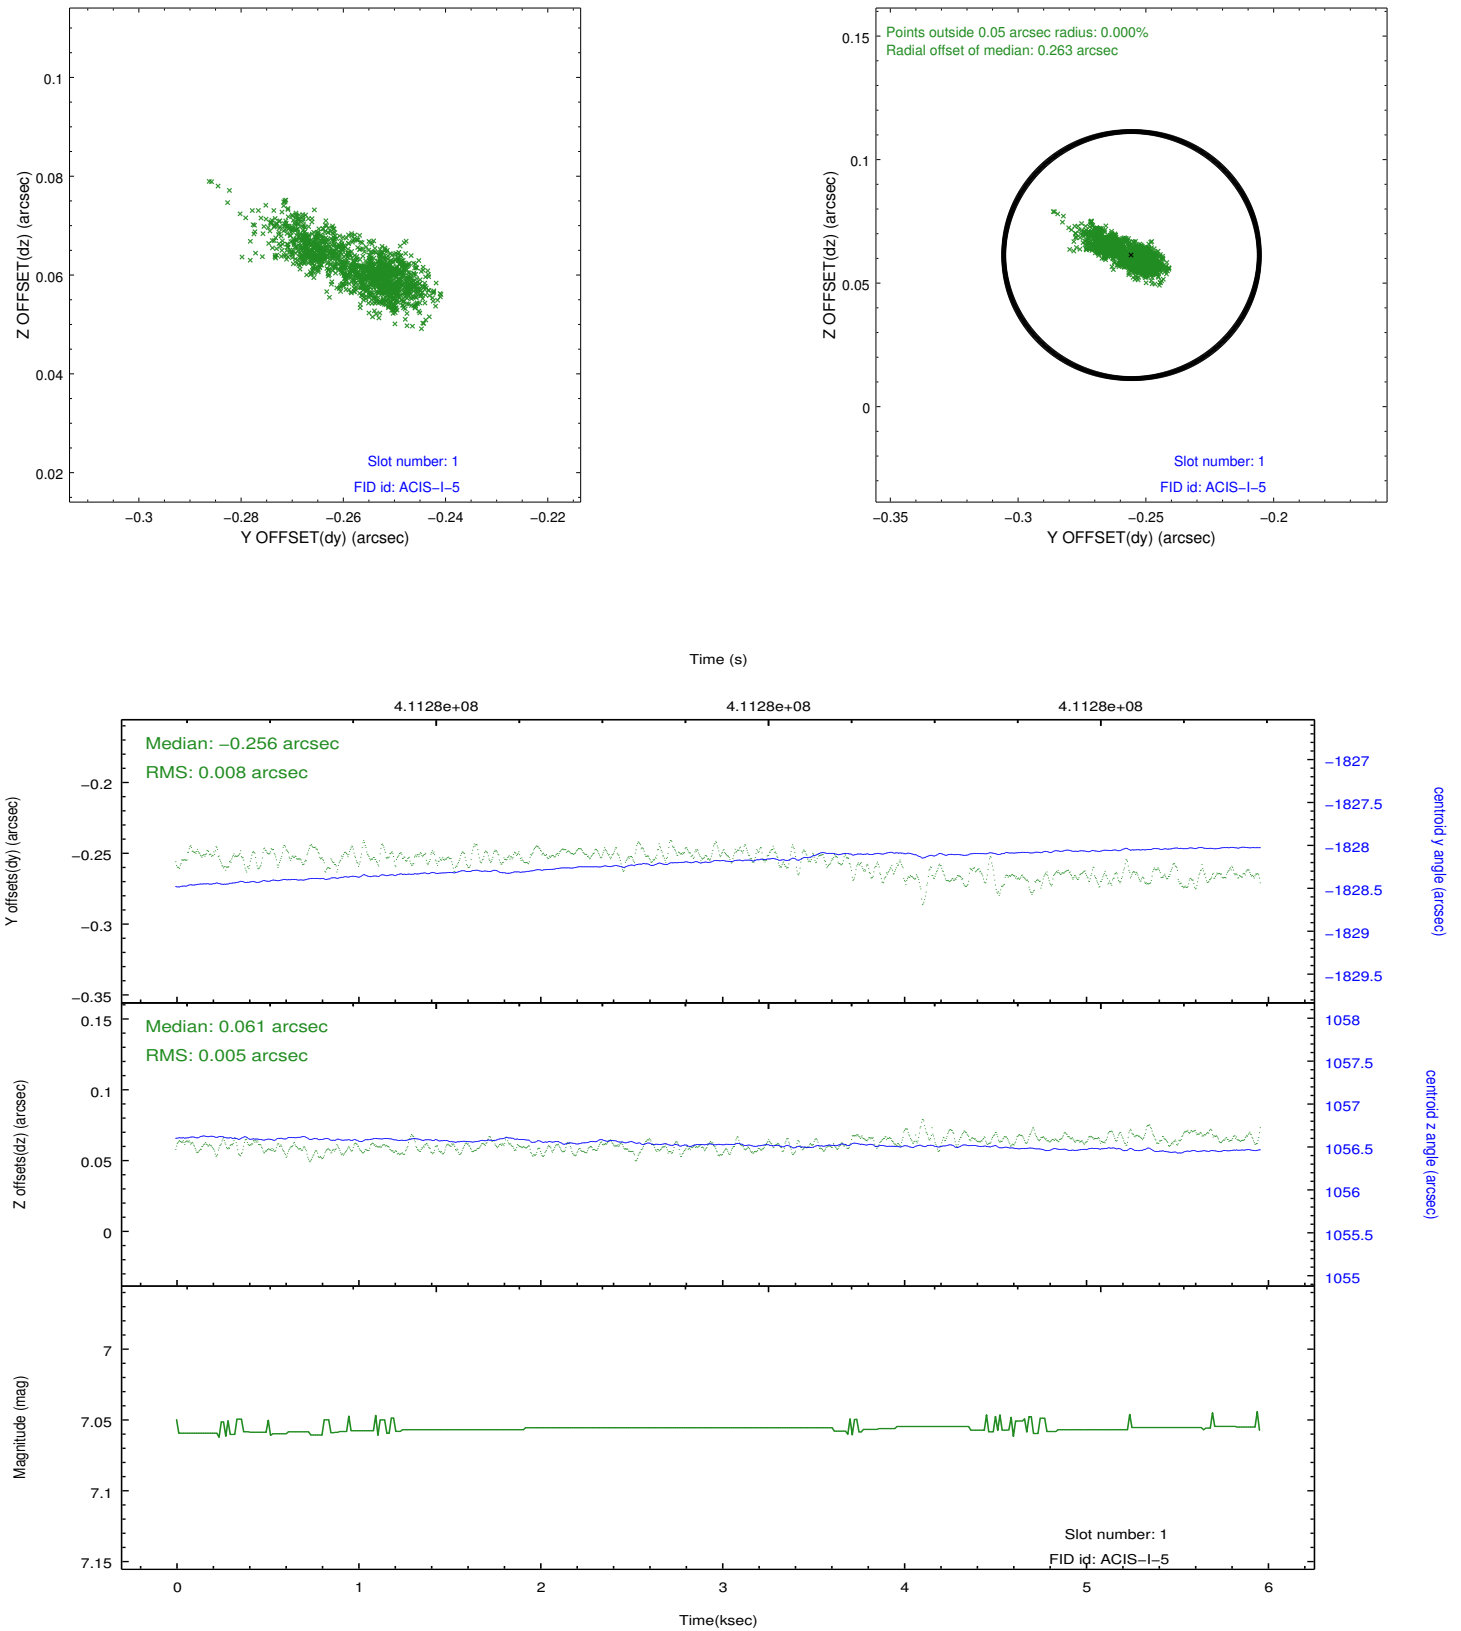 0.1
0.08
0.06
0.04
0.02
Z OFFSET(dz) (arcsec)
Slot number: 1
FID id: ACIS−I−5
−0.3
−0.28
−0.26
−0.24
−0.22
Y OFFSET(dy) (arcsec)
Points outside 0.05 arcsec radius: 0.000%
Radial offset of median: 0.263 arcsec
0.15
0.1
0.05
0
Z OFFSET(dz) (arcsec)
Slot number: 1
FID id: ACIS−I−5
−0.35
−0.3
−0.25
−0.2
Y OFFSET(dy) (arcsec)
Time (s)
4.1128e+08
4.1128e+08
4.1128e+08
Median: −0.256 arcsec
RMS: 0.008 arcsec
−0.2
−0.25
−0.3
−0.35
Y offsets(dy) (arcsec)
−1827
−1827.5
−1828
−1828.5
−1829
−1829.5
centroid y angle (arcsec)
Median: 0.061 arcsec
RMS: 0.005 arcsec
0.15
0.1
0.05
0
Z offsets(dz) (arcsec)
1058
1057.5
1057
1056.5
1056
1055.5
1055
centroid z angle (arcsec)
7
7.05
7.1
7.15
Magnitude (mag)
Slot number: 1
FID id: ACIS−I−5
0
1
2
3
4
5
6
Time(ksec)